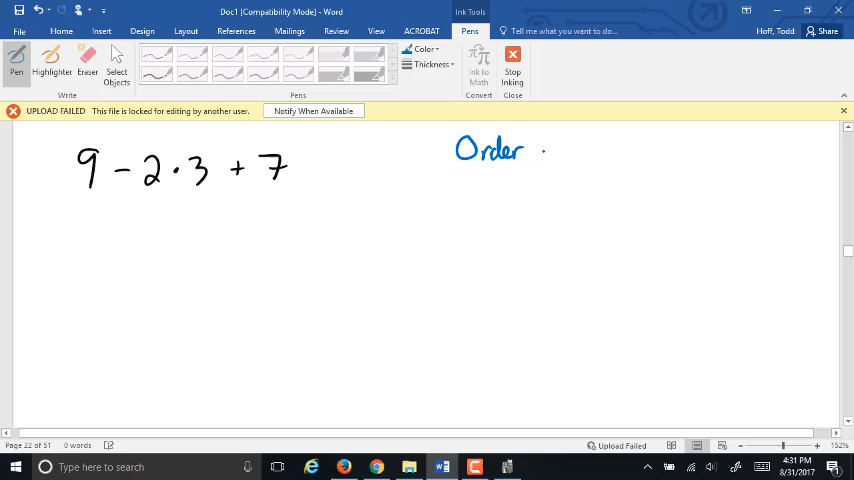 Doc1 [Compatibility Mode] - Word
Ink Tools
Hoff, Todd
File Home Insert Design Layout References Mailings Review View ACROBAT Pens Tell me what you want to do... Share
Pen Highlighter Eraser Select Objects
Color
Thickness
Ink to Math
Stop Inking
Write Pens Convert Close
UPLOAD FAILED This file is locked for editing by another user. Notify When Available
9 - 2 · 3 + 7
Order
Page 22 of 51 0 words Upload Failed 152%
Type here to search
4:31 PM
8/31/2017